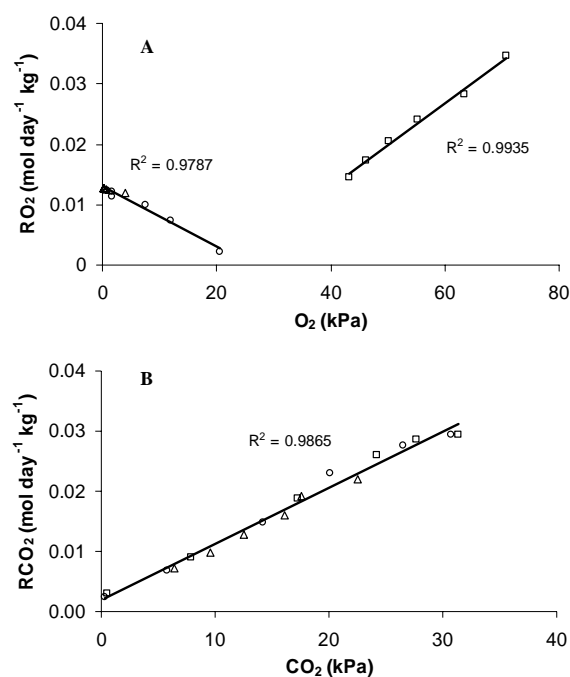 A
0.04
0.03
0.02
0.01
0
RO₂ (mol day⁻¹ kg⁻¹)
R² = 0.9787
R² = 0.9935
0 20 40 60 80
O₂ (kPa)
B
0.04
0.03
0.02
0.01
0.00
RCO₂ (mol day⁻¹ kg⁻¹)
R² = 0.9865
0 10 20 30 40
CO₂ (kPa)